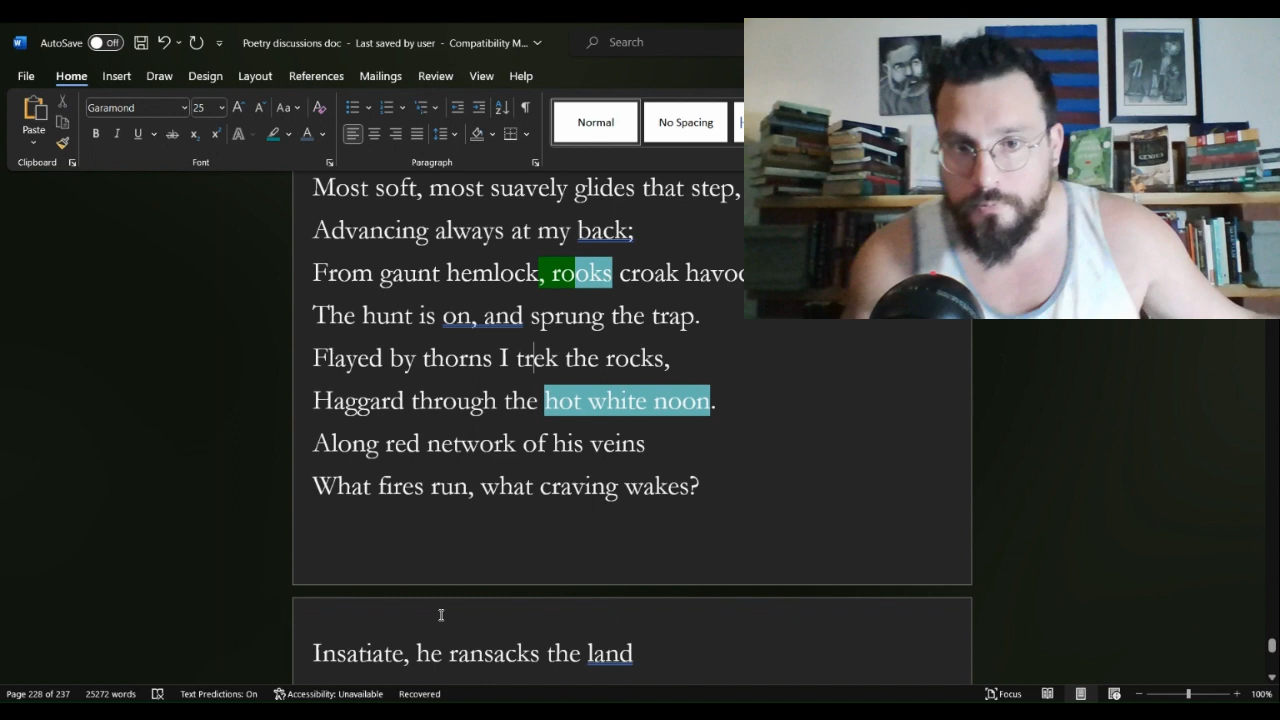 AutoSave Off Poetry discussions doc - Last saved by user - Compatibility M... Search
File Home Insert Draw Design Layout References Mailings Review View Help
Paste Garamond 25 Normal No Spacing
Clipboard Font Paragraph
Most soft, most suavely glides that step,
Advancing always at my back;
From gaunt hemlock, rooks croak havoc
The hunt is on, and sprung the trap.
Flayed by thorns I trek the rocks,
Haggard through the hot white noon.
Along red network of his veins
What fires run, what craving wakes?
Insatiate, he ransacks the land
Page 228 of 237 25272 words Text Predictions: On Accessibility: Unavailable Recovered Focus 100%
GENIUS